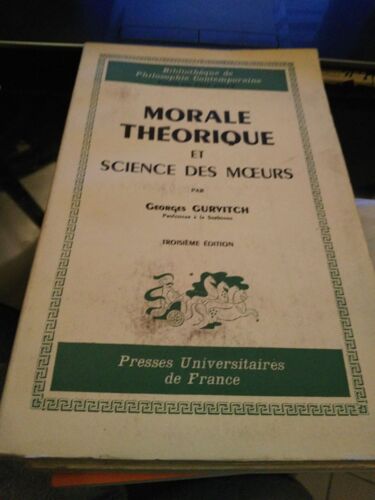 Bibliothèque de
Philosophie Contemporaine
MORALE
THÉORIQUE
ET
SCIENCE DES MŒURS
PAR
GEORGES GURVITCH
Professeur à la Sorbonne
TROISIÈME ÉDITION
Presses Universitaires
de France